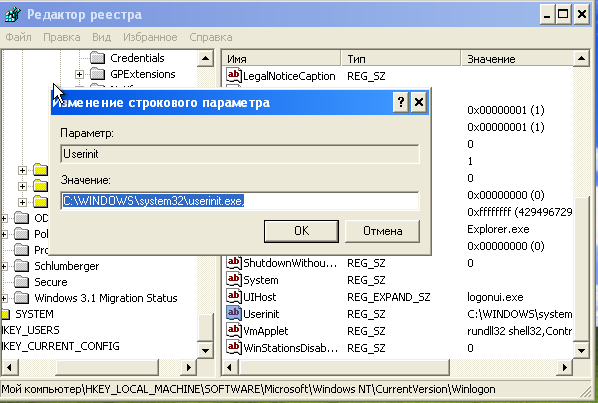 Редактор реестра
Файл Правка Вид Избранное Справка
Credentials
GPExtensions
Имя Тип Значение
LegalNoticeCaption REG_SZ
0x00000001 (1)
0x00000001 (1)
0
1
0
0x00000000 (0)
0xffffffff (429496729
Explorer.exe
0x00000000 (0)
Изменение строкового параметра
Параметр:
Userinit
Значение:
C:\WINDOWS\system32\userinit.exe,
OK Отмена
OD
Pol
Pro
Schlumberger
Secure
Windows 3.1 Migration Status
SYSTEM
HKEY_USERS
HKEY_CURRENT_CONFIG
ShutdownWithou... REG_SZ 0
System REG_SZ
UIHost REG_EXPAND_SZ logonui.exe
Userinit REG_SZ C:\WINDOWS\system
VmApplet REG_SZ rundll32 shell32,Contr
WinStationsDisab... REG_SZ 0
Мой компьютер\HKEY_LOCAL_MACHINE\SOFTWARE\Microsoft\Windows NT\CurrentVersion\Winlogon